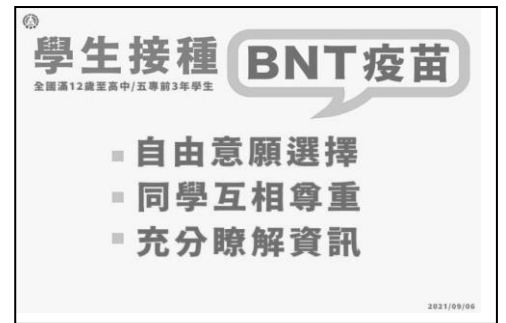 學生接種
BNT疫苗
全國滿12歲至高中/五專前3年學生
自由意願選擇
同學互相尊重
充分瞭解資訊
2021/09/06